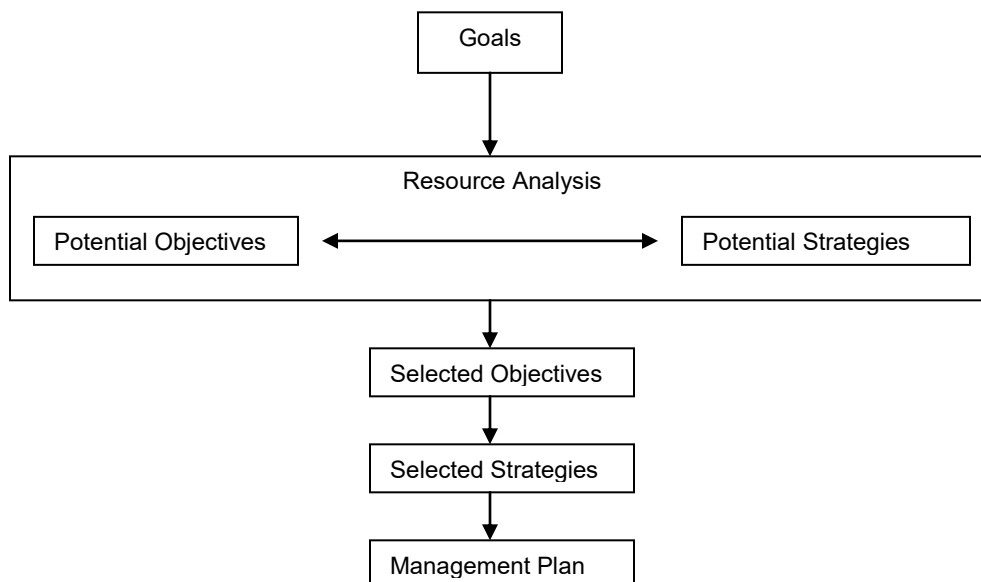 Goals
Resource Analysis
Potential Objectives
Potential Strategies
Selected Objectives
Selected Strategies
Management Plan